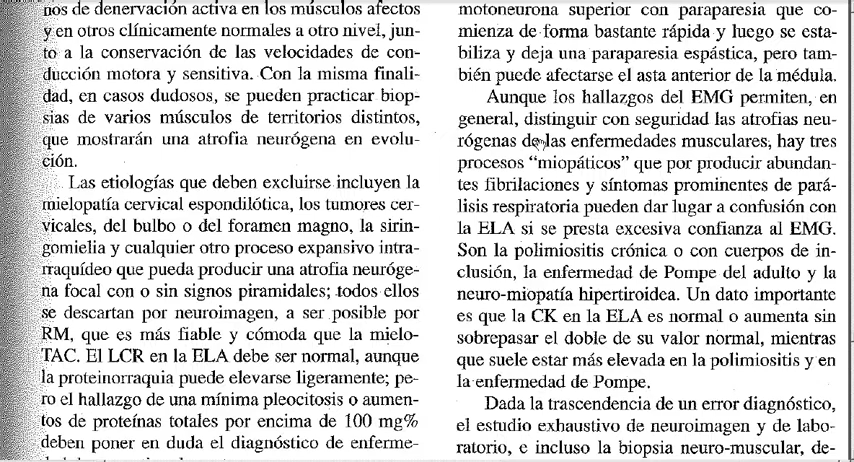 nos de denervación activa en los músculos afectos
y en otros clínicamente normales a otro nivel, jun-
to a la conservación de las velocidades de con-
ducción motora y sensitiva. Con la misma finali-
dad, en casos dudosos, se pueden practicar biop-
sias de varios músculos de territorios distintos,
que mostrarán una atrofia neurógena en evolu-
ción.
Las etiologías que deben excluirse incluyen la
mielopatía cervical espondilótica, los tumores cer-
vicales, del bulbo o del foramen magno, la sirin-
gomielia y cualquier otro proceso expansivo intra-
rraquídeo que pueda producir una atrofia neuróge-
na focal con o sin signos piramidales; todos ellos
se descartan por neuroimagen, a ser posible por
RM, que es más fiable y cómoda que la mielo-
TAC. El LCR en la ELA debe ser normal, aunque
la proteinorraquia puede elevarse ligeramente; pe-
ro el hallazgo de una mínima pleocitosis o aumen-
tos de proteínas totales por encima de 100 mg%
deben poner en duda el diagnóstico de enferme-
motoneurona superior con paraparesia que co-
mienza de forma bastante rápida y luego se esta-
biliza y deja una paraparesia espástica, pero tam-
bién puede afectarse el asta anterior de la médula.
Aunque los hallazgos del EMG permiten, en
general, distinguir con seguridad las atrofias neu-
rógenas de las enfermedades musculares, hay tres
procesos “miopáticos” que por producir abundan-
tes fibrilaciones y síntomas prominentes de pará-
lisis respiratoria pueden dar lugar a confusión con
la ELA si se presta excesiva confianza al EMG.
Son la polimiositis crónica o con cuerpos de in-
clusión, la enfermedad de Pompe del adulto y la
neuro-miopatía hipertiroidea. Un dato importante
es que la CK en la ELA es normal o aumenta sin
sobrepasar el doble de su valor normal, mientras
que suele estar más elevada en la polimiositis y en
la enfermedad de Pompe.
Dada la trascendencia de un error diagnóstico,
el estudio exhaustivo de neuroimagen y de labo-
ratorio, e incluso la biopsia neuro-muscular, de-